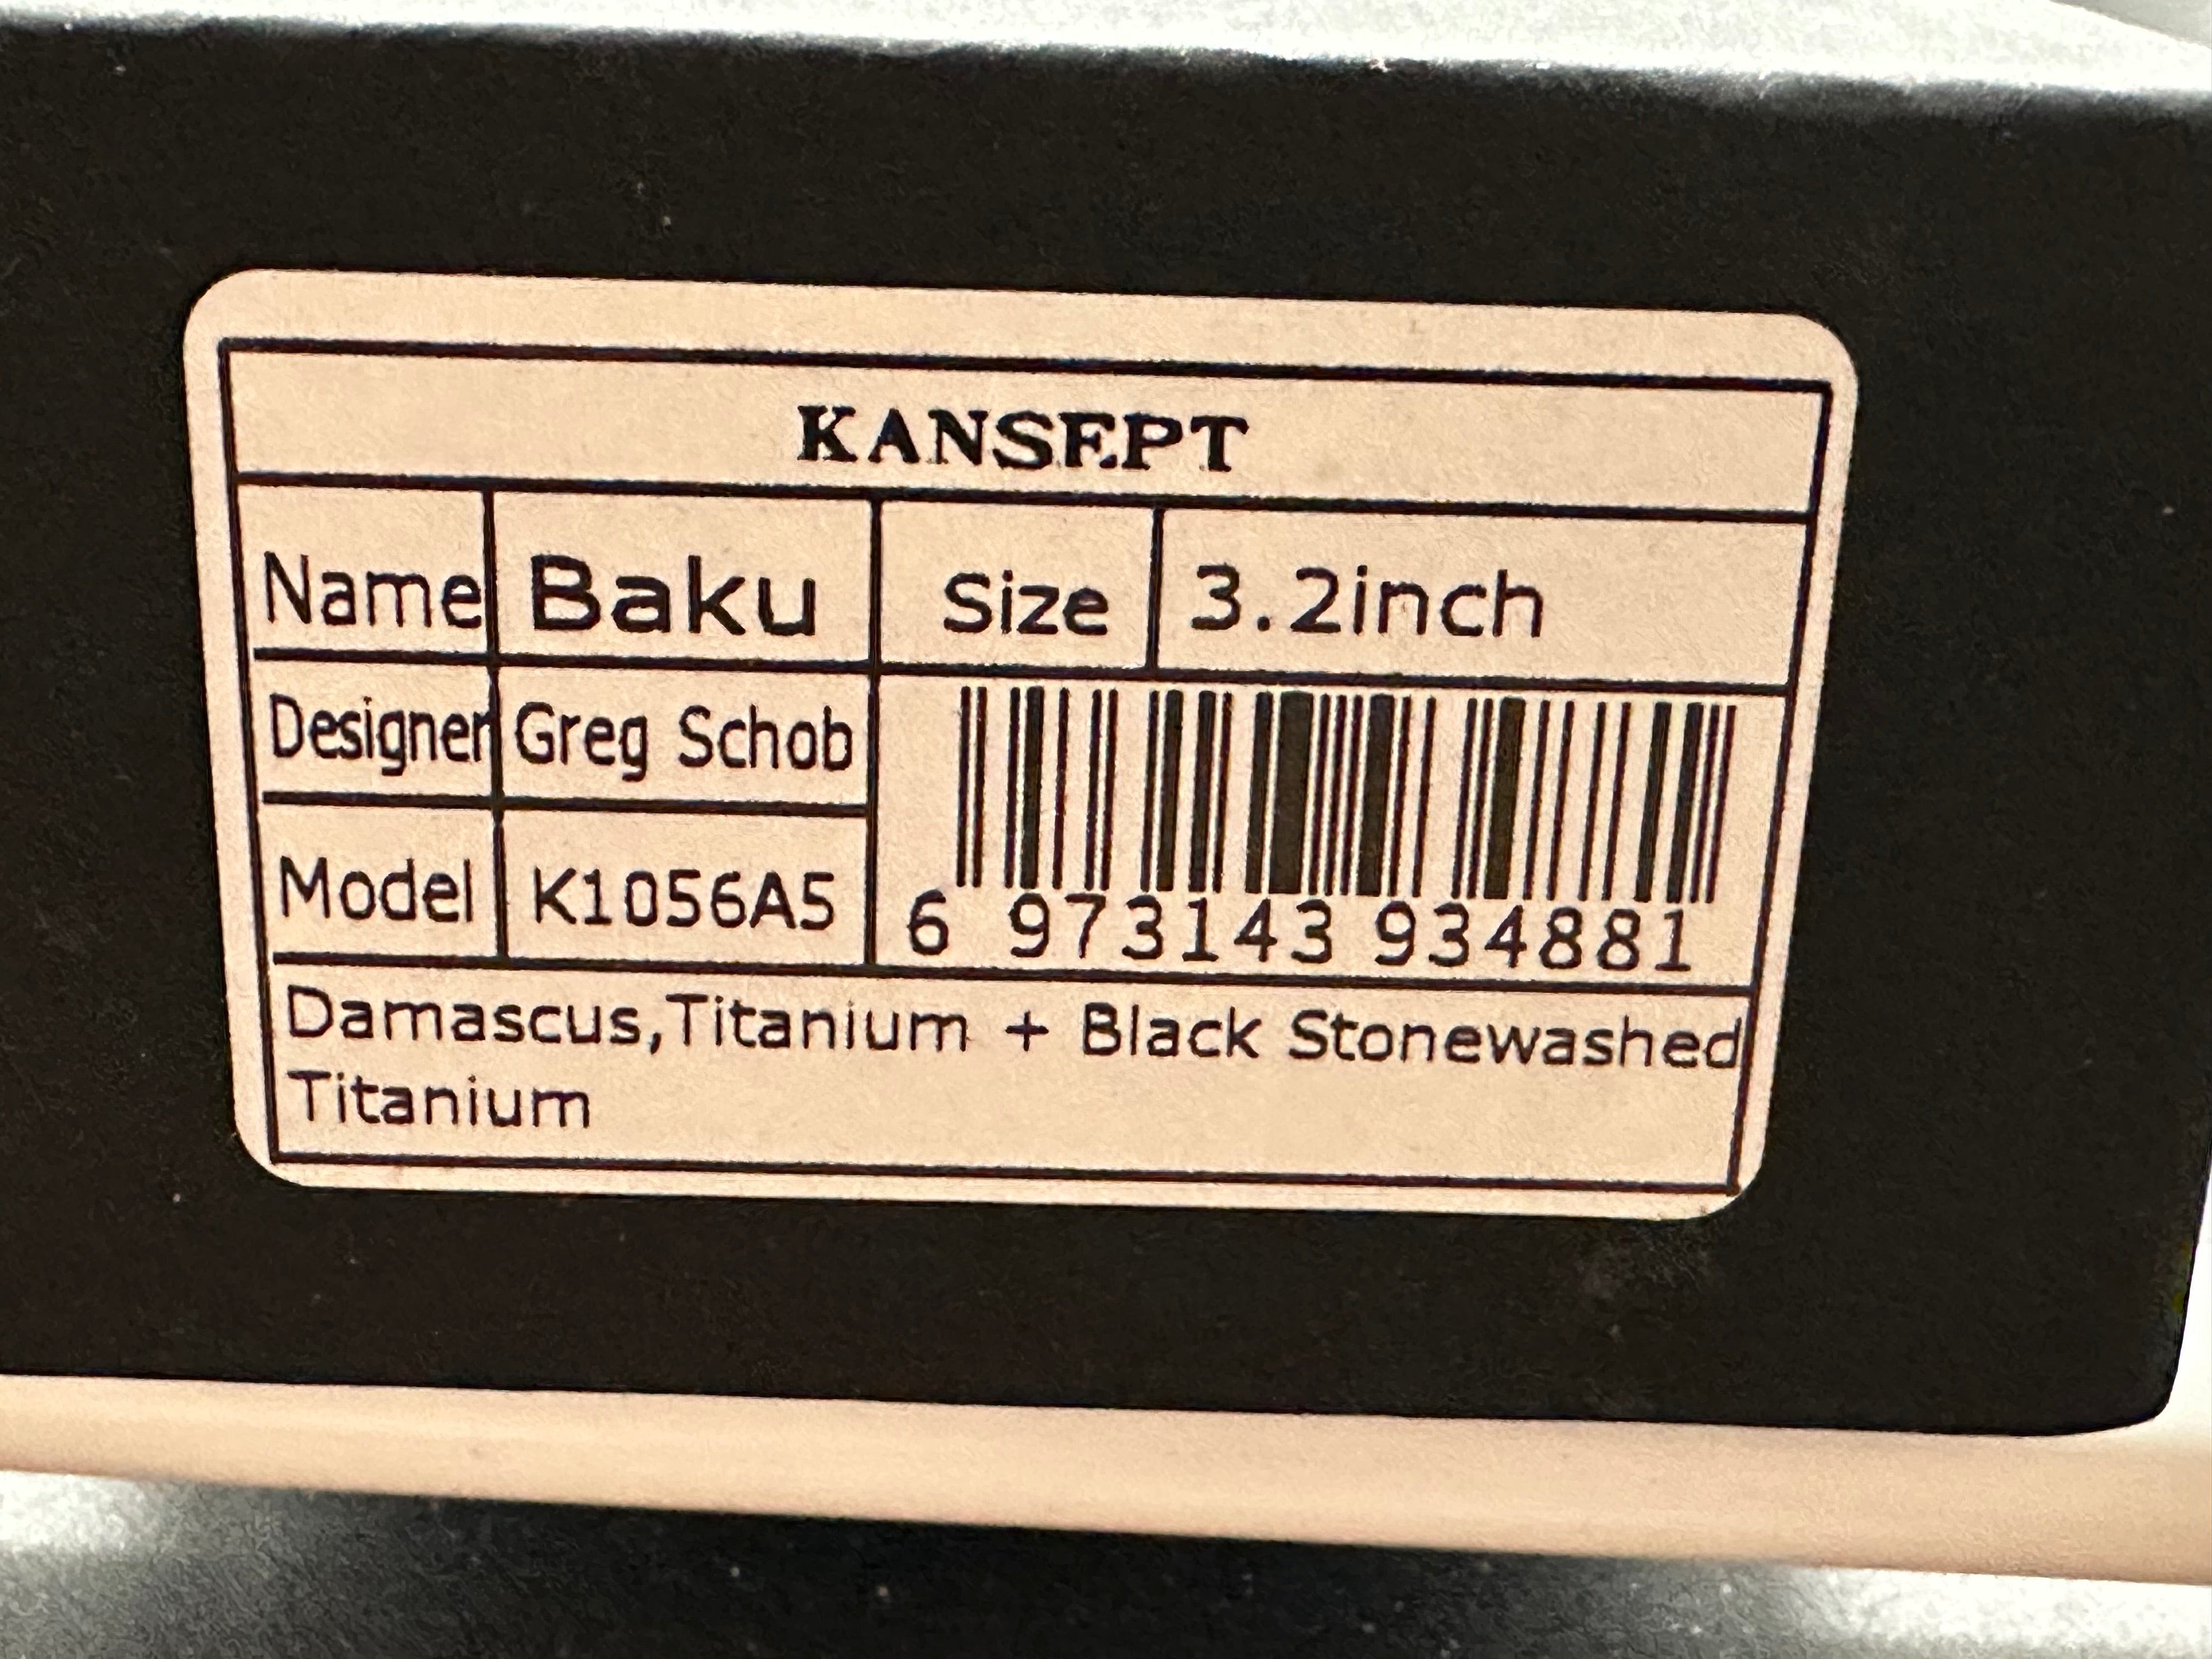 KANSEPT
Name Baku Size 3.2inch
Designer Greg Schob
Model K1056A5
6 973143 934881
Damascus,Titanium + Black Stonewashed
Titanium